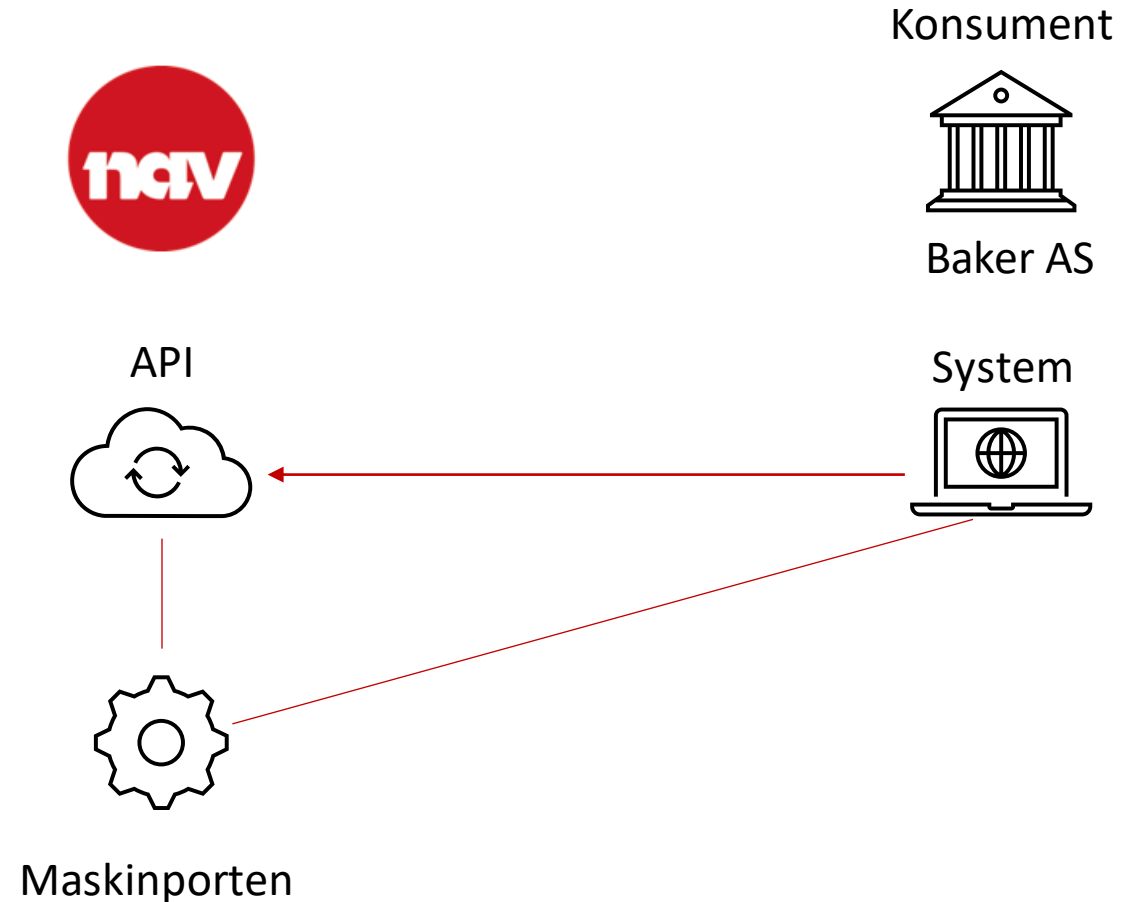 Konsument
nav
Baker AS
API
System
Maskinporten